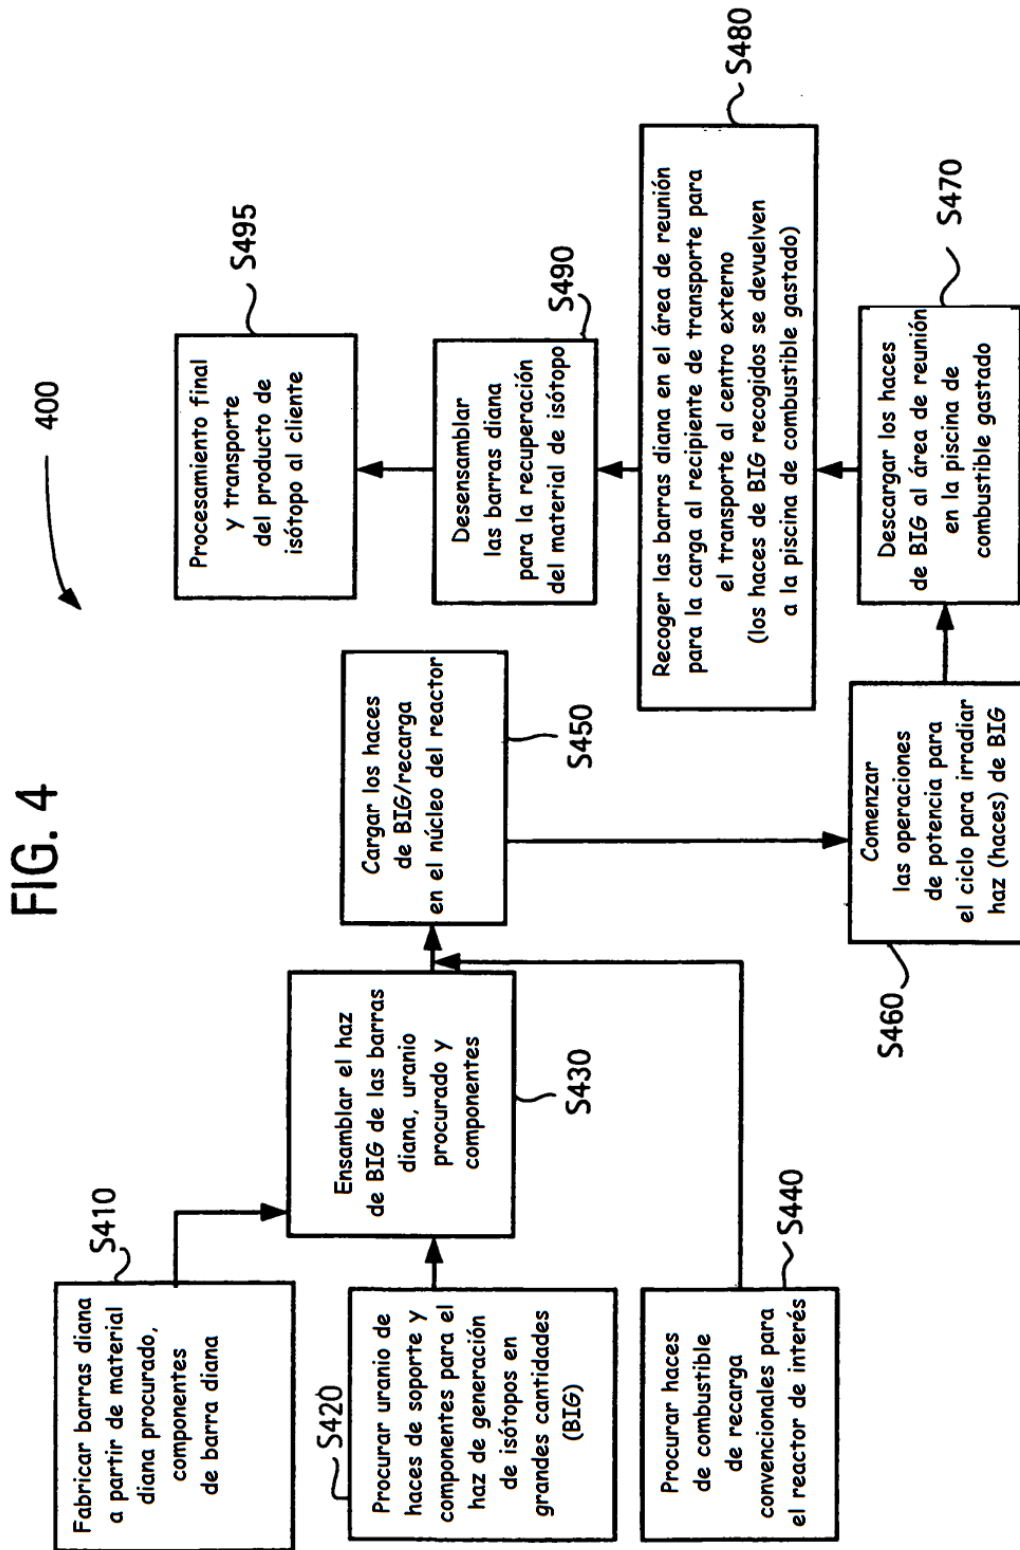 FIG. 4
400
Fabricar barras diana
a partir de material
diana procurado,
componentes
de barra diana
S410
Procurar uranio de
haces de soporte y
componentes para el
haz de generación
de isótopos en
grandes cantidades
(BIG)
S420
Ensamblar el haz
de BIG de las barras
diana, uranio
procurado y
componentes
S430
Procurar haces
de combustible
de recarga
convencionales para
el reactor de interés
S440
Cargar los haces
de BIG/recarga
en el núcleo del reactor
S450
Comenzar
las operaciones
de potencia para
el ciclo para irradiar
haz (haces) de BIG
S460
Descargar los haces
de BIG al área de reunión
en la piscina de
combustible gastado
S470
Recoger las barras diana en el área de reunión
para la carga al recipiente de transporte para
el transporte al centro externo
(los haces de BIG recogidos se devuelven
a la piscina de combustible gastado)
S480
Desensamblar
las barras diana
para la recuperación
del material de isótopo
S490
Procesamiento final
y transporte
del producto de
isótopo al cliente
S495